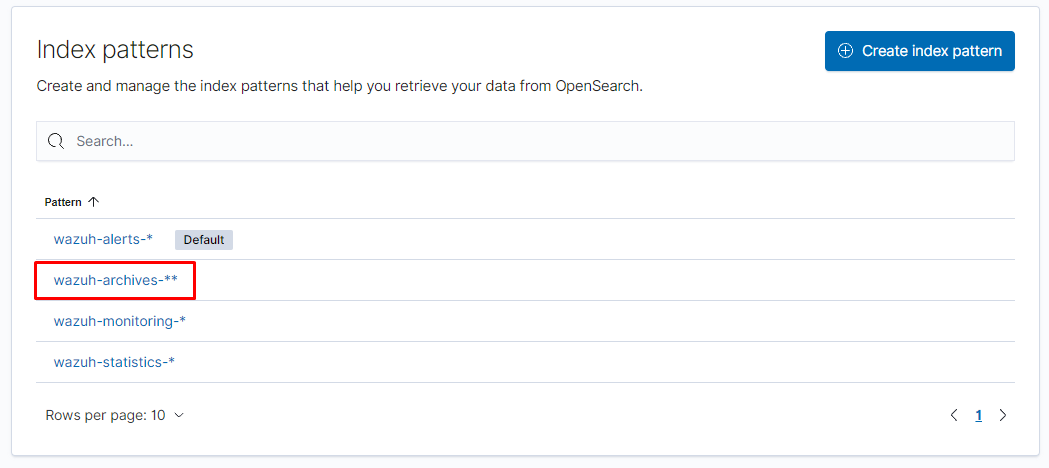 Index patterns
Create index pattern
Create and manage the index patterns that help you retrieve your data from OpenSearch.
Search...
Pattern
wazuh-alerts-* Default
wazuh-archives-**
wazuh-monitoring-*
wazuh-statistics-*
Rows per page: 10
1